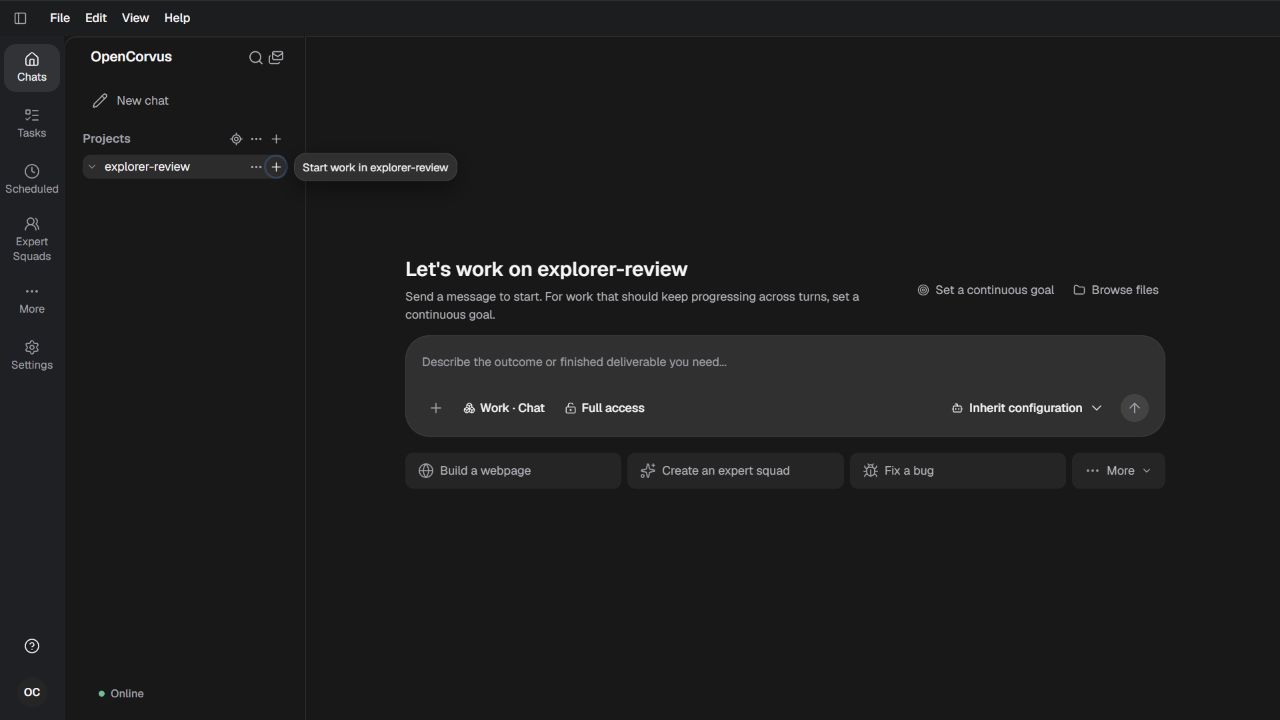 File Edit View Help
Chats
Tasks
Scheduled
Expert
Squads
More
Settings
OC
OpenCorvus
New chat
Projects
explorer-review
Start work in explorer-review
Online
Let's work on explorer-review
Send a message to start. For work that should keep progressing across turns, set a
continuous goal.
Set a continuous goal
Browse files
Describe the outcome or finished deliverable you need...
Work · Chat
Full access
Inherit configuration
Build a webpage
Create an expert squad
Fix a bug
More